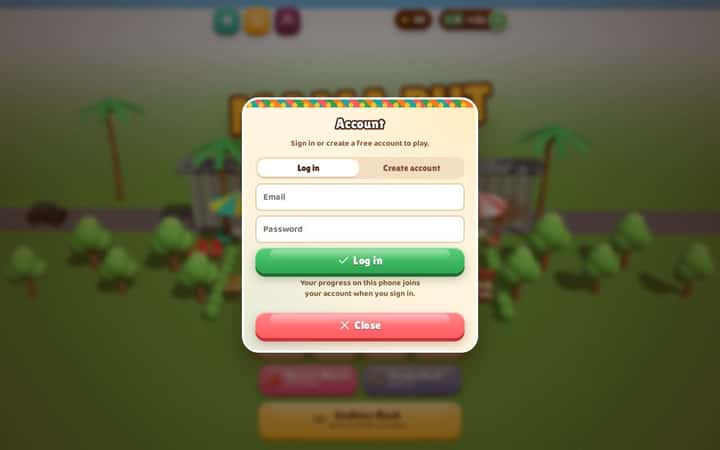 Account
Sign in or create a free account to play.
Log in
Create account
Email
Password
Log in
Your progress on this phone joins
your account when you sign in.
Close